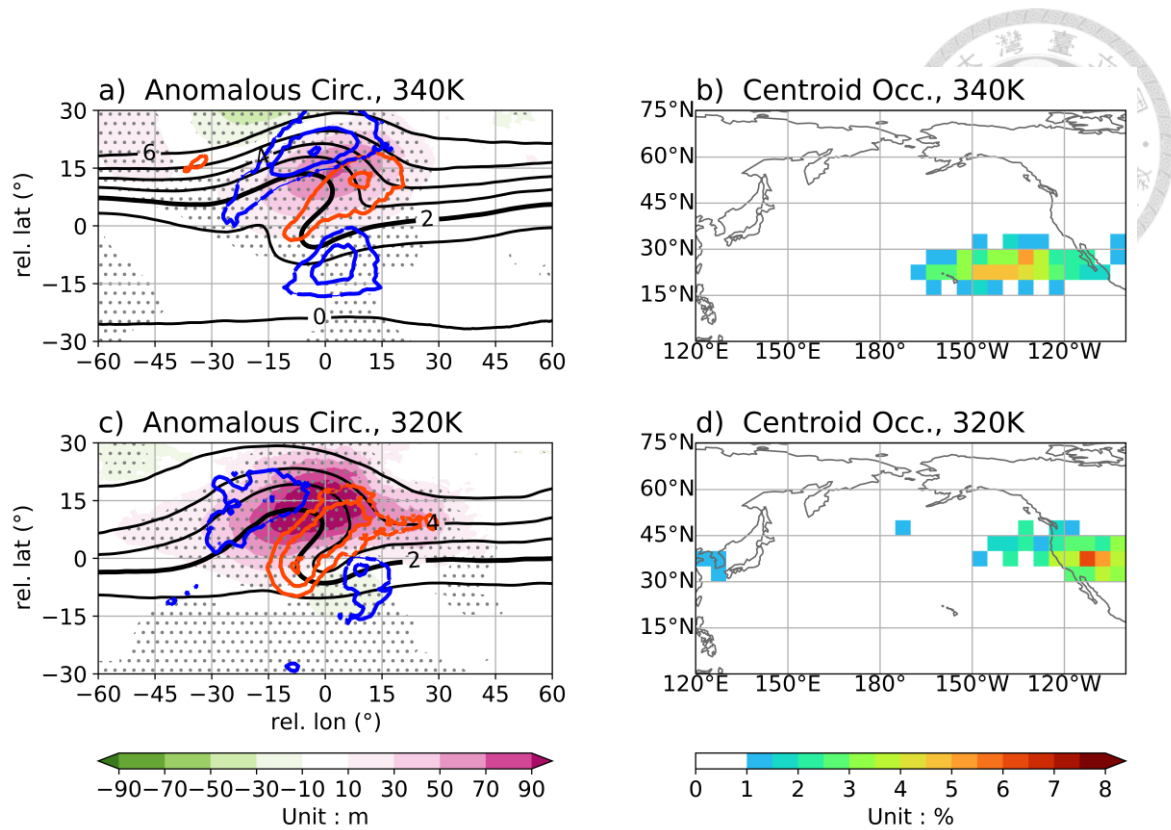 臺 灣
a) Anomalous Circ., 340K
b) Centroid Occ., 340K
30
15
0
−15
−30
rel. lat (°)
6
4
2
0
−60 −45 −30 −15 0 15 30 45 60
75°N
60°N
45°N
30°N
15°N
120°E 150°E 180° 150°W 120°W
c) Anomalous Circ., 320K
d) Centroid Occ., 320K
30
15
0
−15
−30
rel. lat (°)
4
2
−60 −45 −30 −15 0 15 30 45 60
rel. lon (°)
75°N
60°N
45°N
30°N
15°N
120°E 150°E 180° 150°W 120°W
−90 −70 −50 −30 −10 10 30 50 70 90
Unit : m
0 1 2 3 4 5 6 7 8
Unit : %